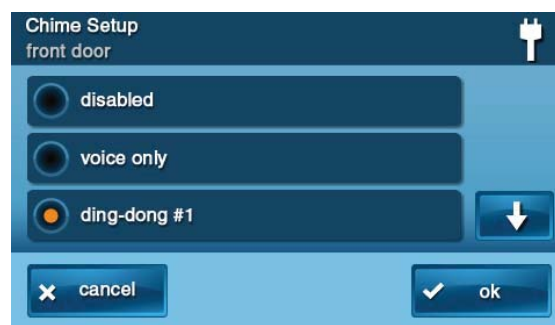 Chime Setup
front door
disabled
voice only
ding-dong #1
cancel
ok